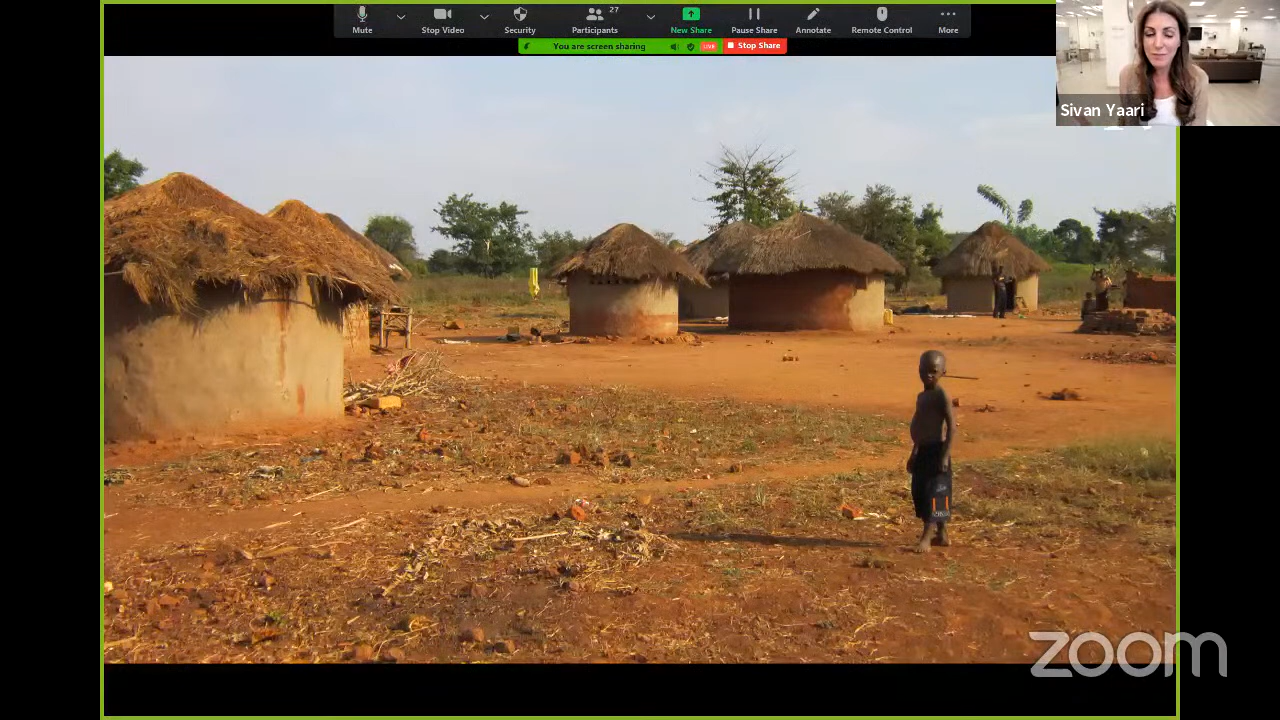 27
Mute
Stop Video
Security
Participants
New Share
Pause Share
Annotate
Remote Control
More
You are screen sharing
LIVE
Stop Share
Sivan Yaari
zoom